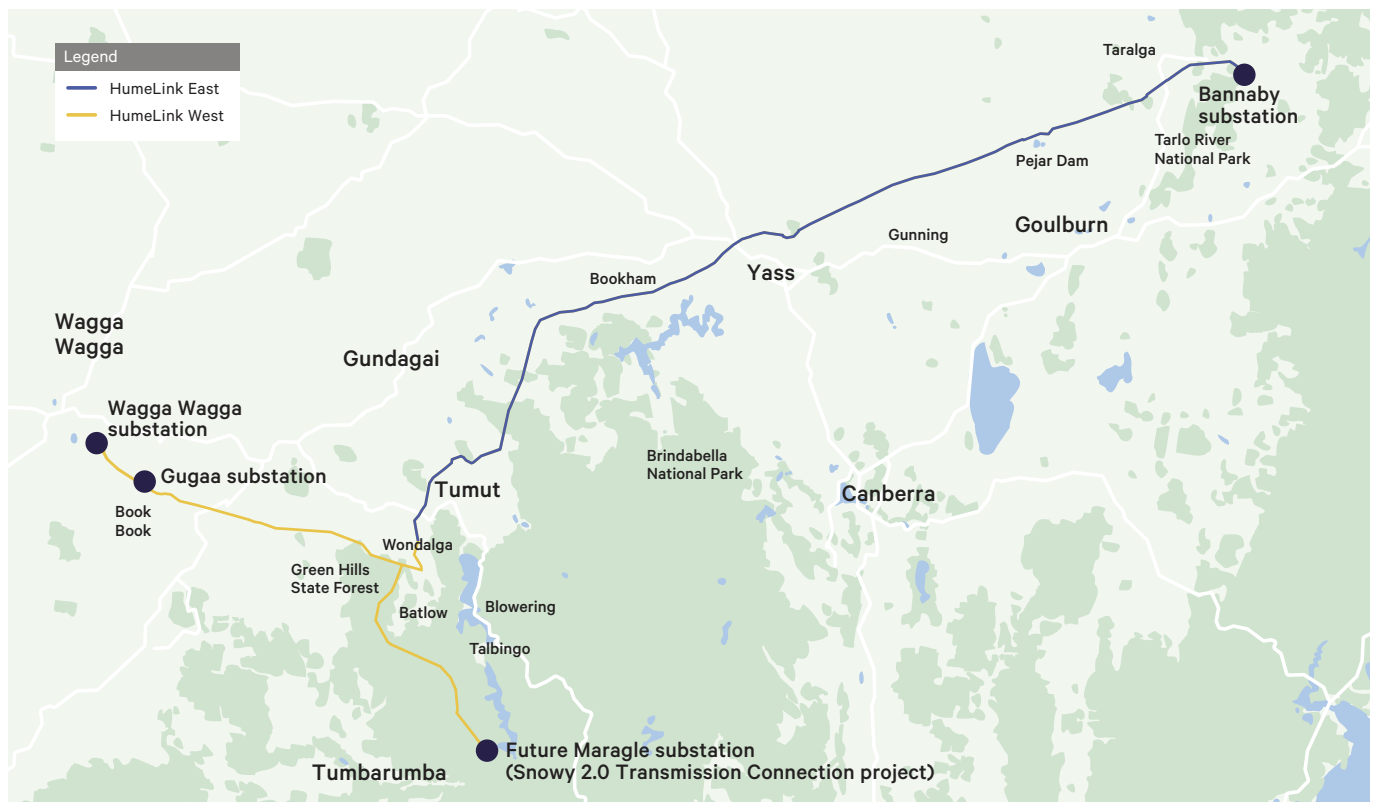 Legend
HumeLink East
HumeLink West
Taralga
Bannaby
substation
Tarlo River
National Park
Pejar Dam
Goulburn
Gunning
Yass
Bookham
Wagga
Wagga
Gundagai
Wagga Wagga
substation
Gugaa substation
Book
Book
Brindabella
National Park
Tumut
Canberra
Wondalga
Green Hills
State Forest
Batlow
Blowering
Talbingo
Future Maragle substation
(Snowy 2.0 Transmission Connection project)
Tumbarumba